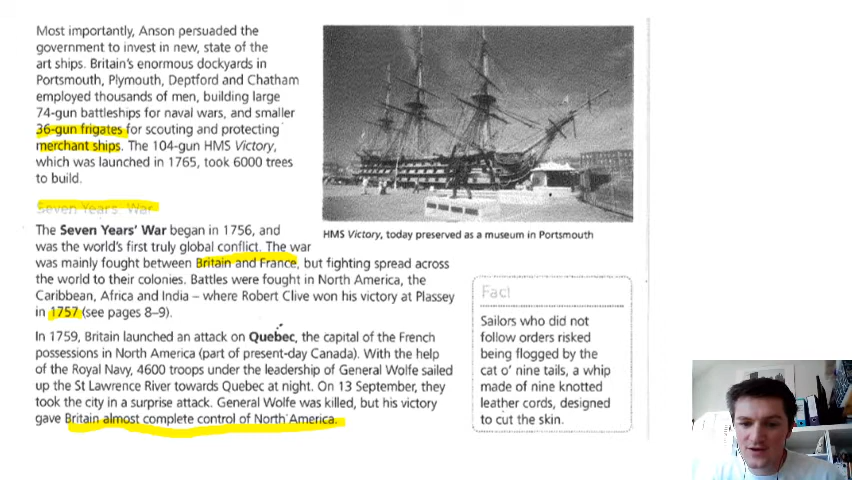 Most importantly, Anson persuaded the
government to invest in new, state of the
art ships. Britain's enormous dockyards in
Portsmouth, Plymouth, Deptford and Chatham
employed thousands of men, building large
74-gun battleships for naval wars, and smaller
36-gun frigates for scouting and protecting
merchant ships. The 104-gun HMS Victory,
which was launched in 1765, took 6000 trees
to build.
Seven Years' War
The Seven Years' War began in 1756, and
was the world's first truly global conflict. The war
was mainly fought between Britain and France, but fighting spread across
the world to their colonies. Battles were fought in North America, the
Caribbean, Africa and India – where Robert Clive won his victory at Plassey
in 1757 (see pages 8–9).
In 1759, Britain launched an attack on Quebec, the capital of the French
possessions in North America (part of present-day Canada). With the help
of the Royal Navy, 4600 troops under the leadership of General Wolfe sailed
up the St Lawrence River towards Quebec at night. On 13 September, they
took the city in a surprise attack. General Wolfe was killed, but his victory
gave Britain almost complete control of North America.
HMS Victory, today preserved as a museum in Portsmouth
Fact
Sailors who did not
follow orders risked
being flogged by the
cat o' nine tails, a whip
made of nine knotted
leather cords, designed
to cut the skin.